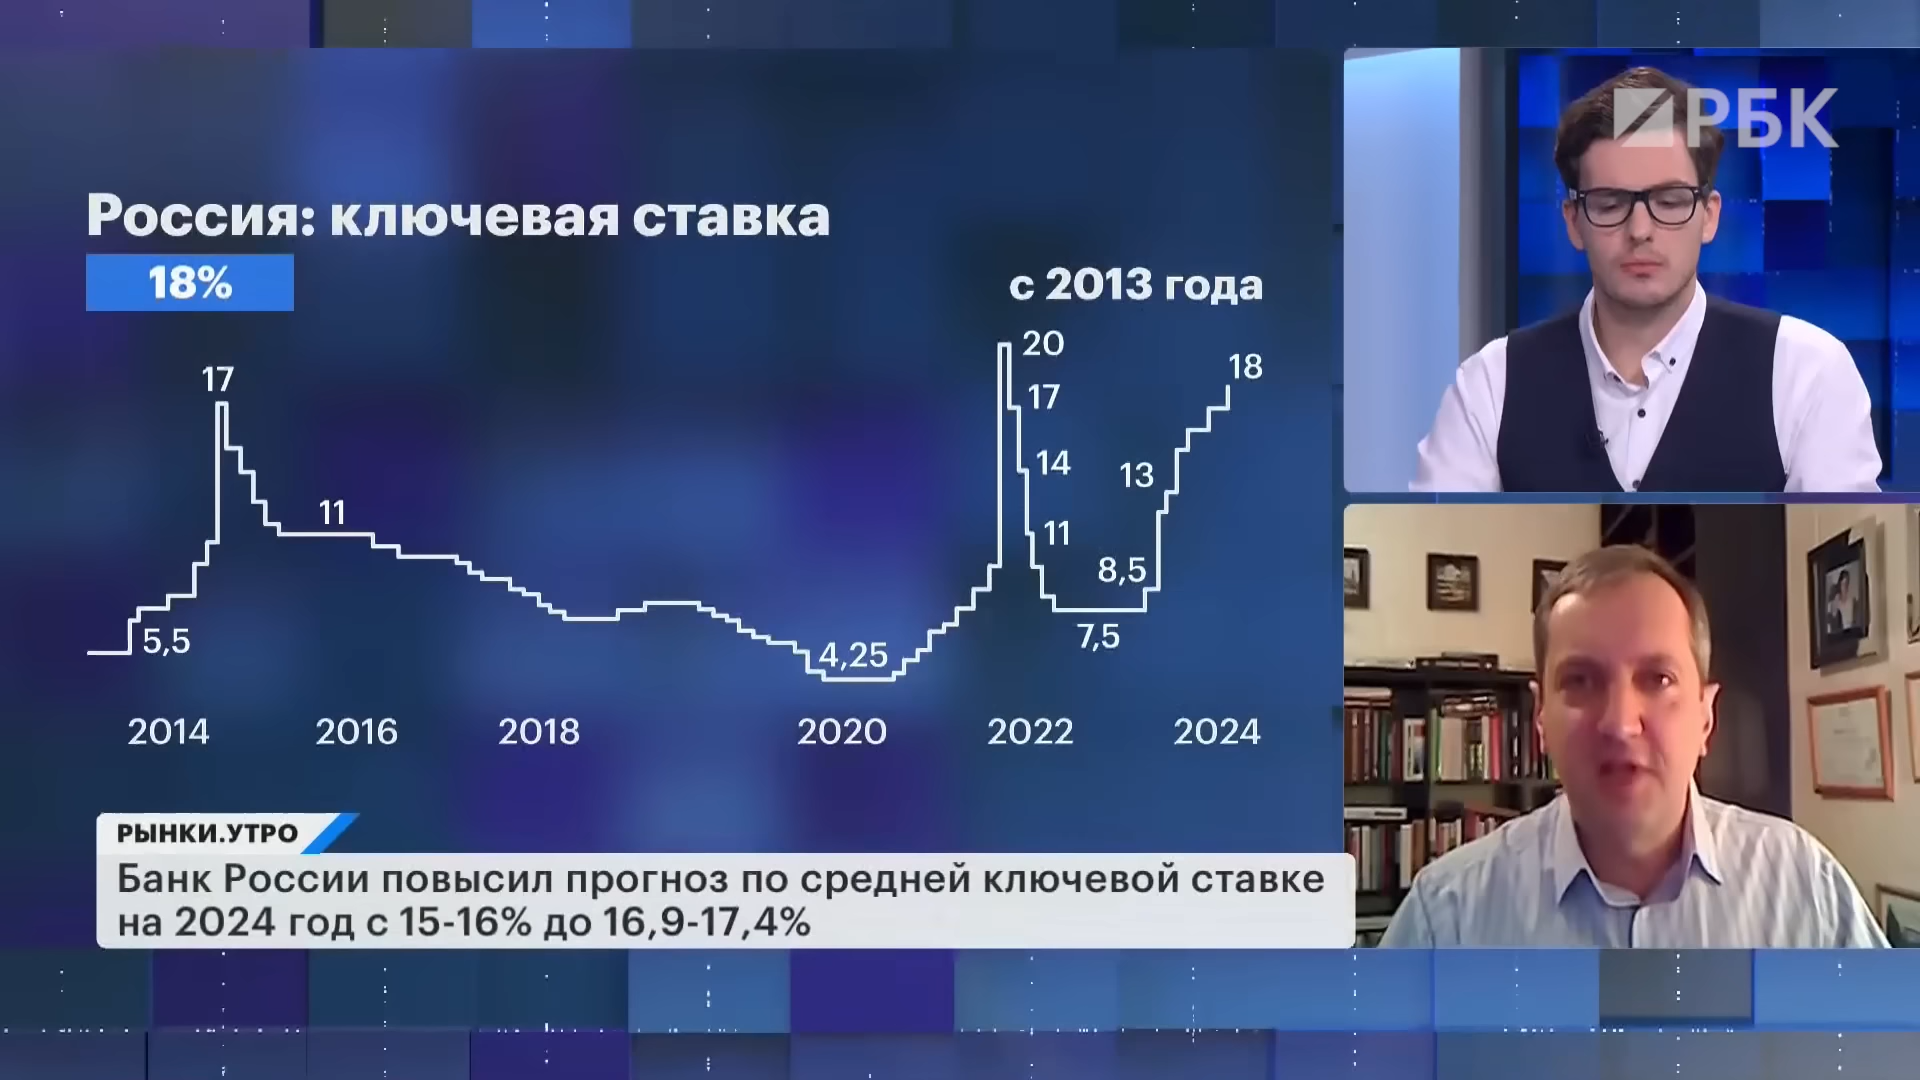 РБК
Россия: ключевая ставка
18%
с 2013 года
20
17
18
17
14
13
11
11
8,5
7,5
5,5
4,25
2014 2016 2018 2020 2022 2024
РЫНКИ.УТРО
Банк России повысил прогноз по средней ключевой ставке
на 2024 год с 15-16% до 16,9-17,4%